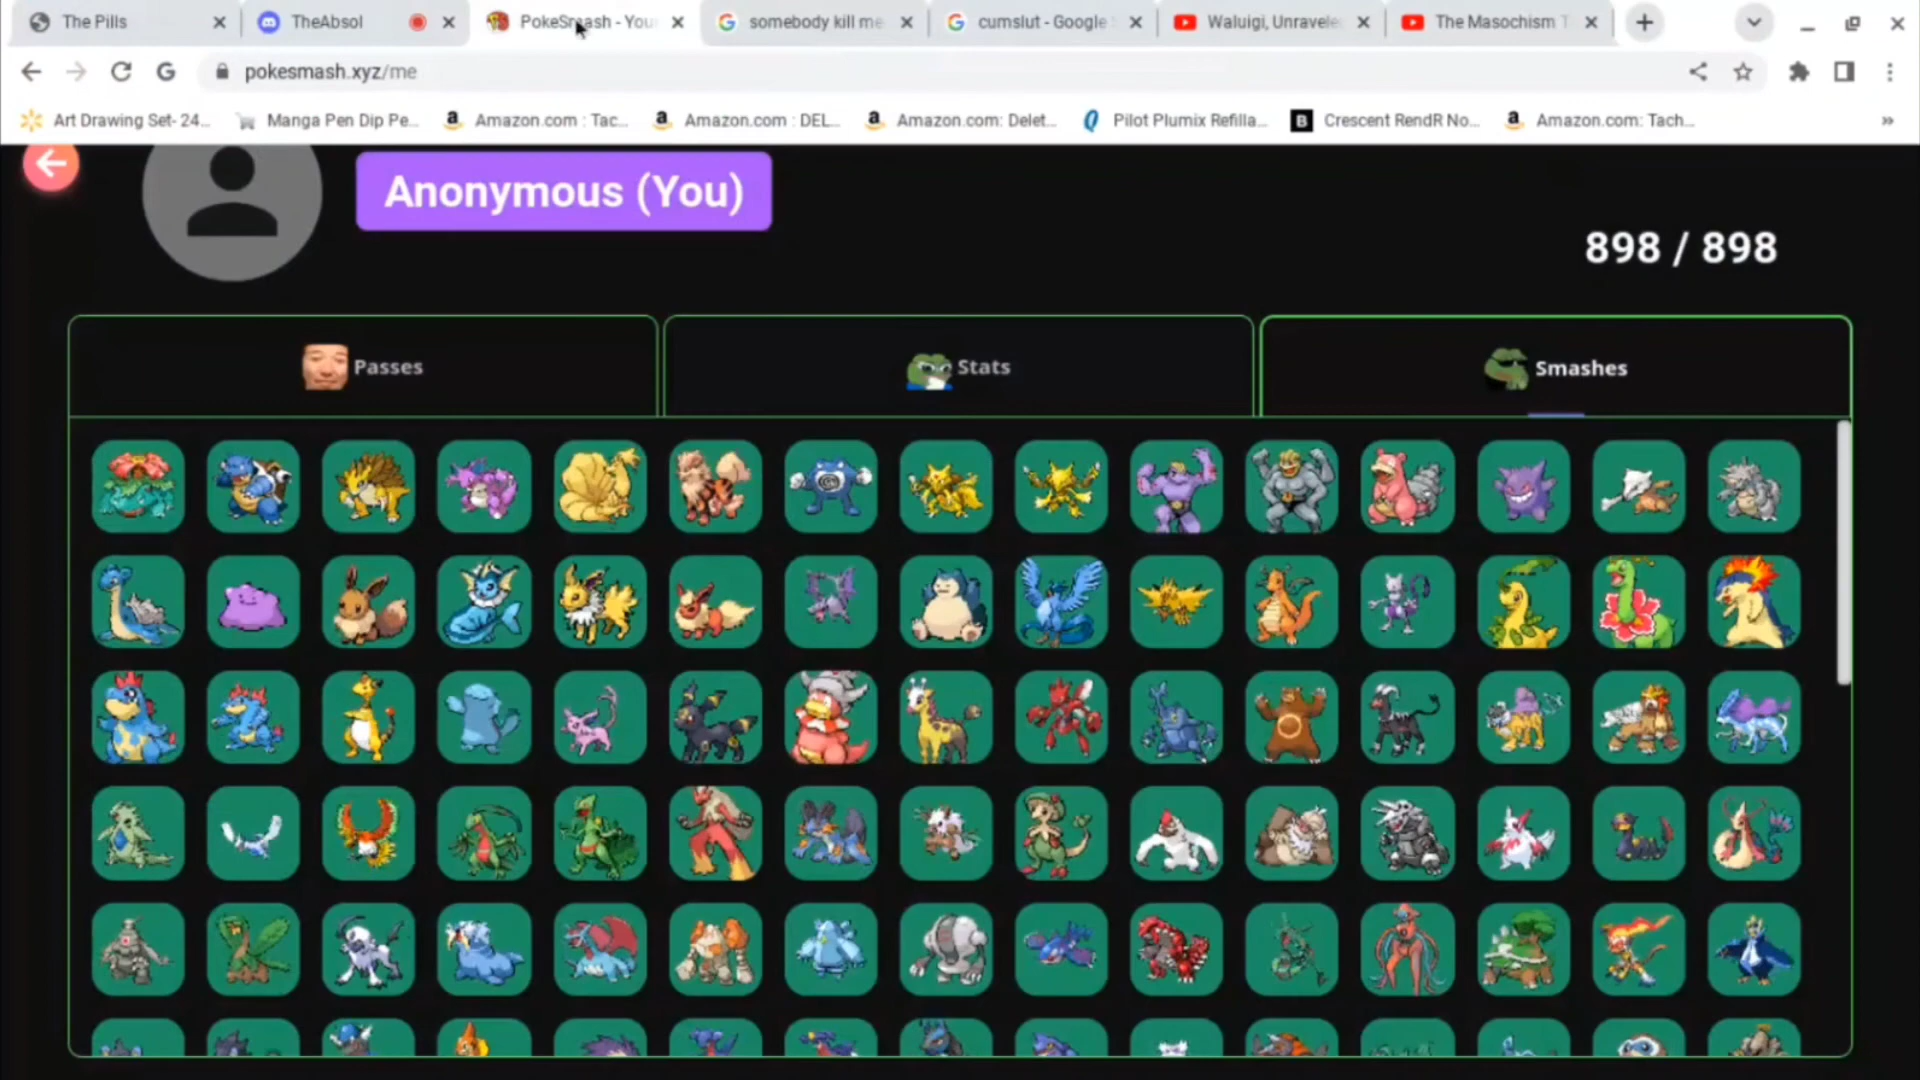 The Pills
TheAbsol
PokeSmash - Your
somebody kill me
cumslut - Google S
Waluigi, Unravele
The Masochism T
pokesmash.xyz/me
Art Drawing Set- 24...
Manga Pen Dip Pe...
Amazon.com : Tac...
Amazon.com : DEL...
Amazon.com: Delet...
Pilot Plumix Refilla...
Crescent RendR No...
Amazon.com: Tach...
»
Anonymous (You)
898 / 898
Passes
Stats
Smashes